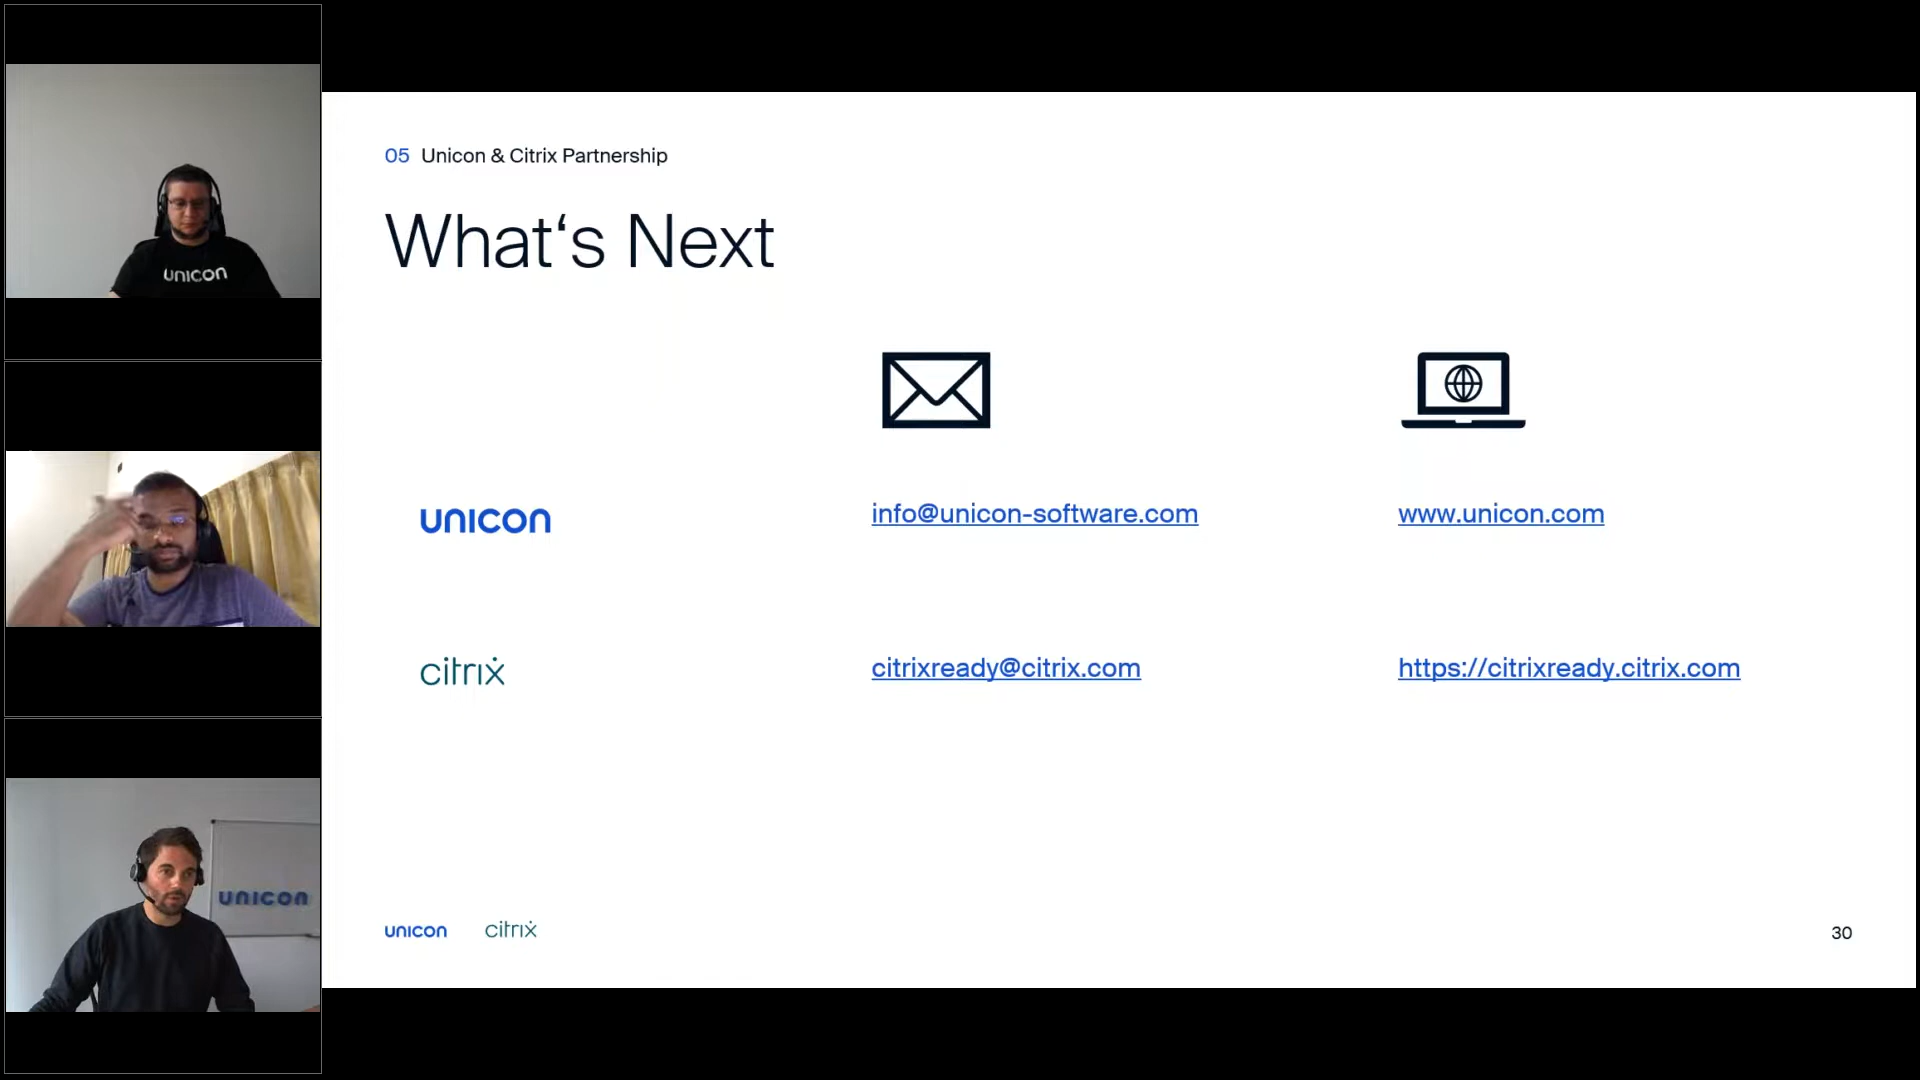 UNICON
UNICON
05 Unicon & Citrix Partnership
What‘s Next
UNICON
info@unicon-software.com
www.unicon.com
citrix
citrixready@citrix.com
https://citrixready.citrix.com
UNICON
citrix
30